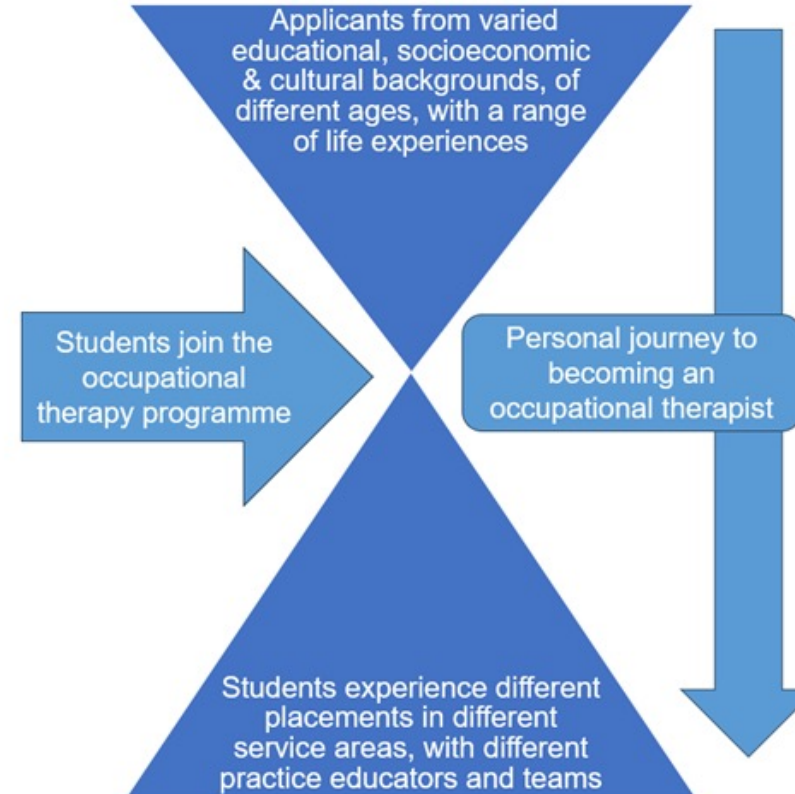 Applicants from varied
educational, socioeconomic
& cultural backgrounds, of
different ages, with a range
of life experiences
Students join the
occupational
therapy programme
Personal journey to
becoming an
occupational therapist
Students experience different
placements in different
service areas, with different
practice educators and teams